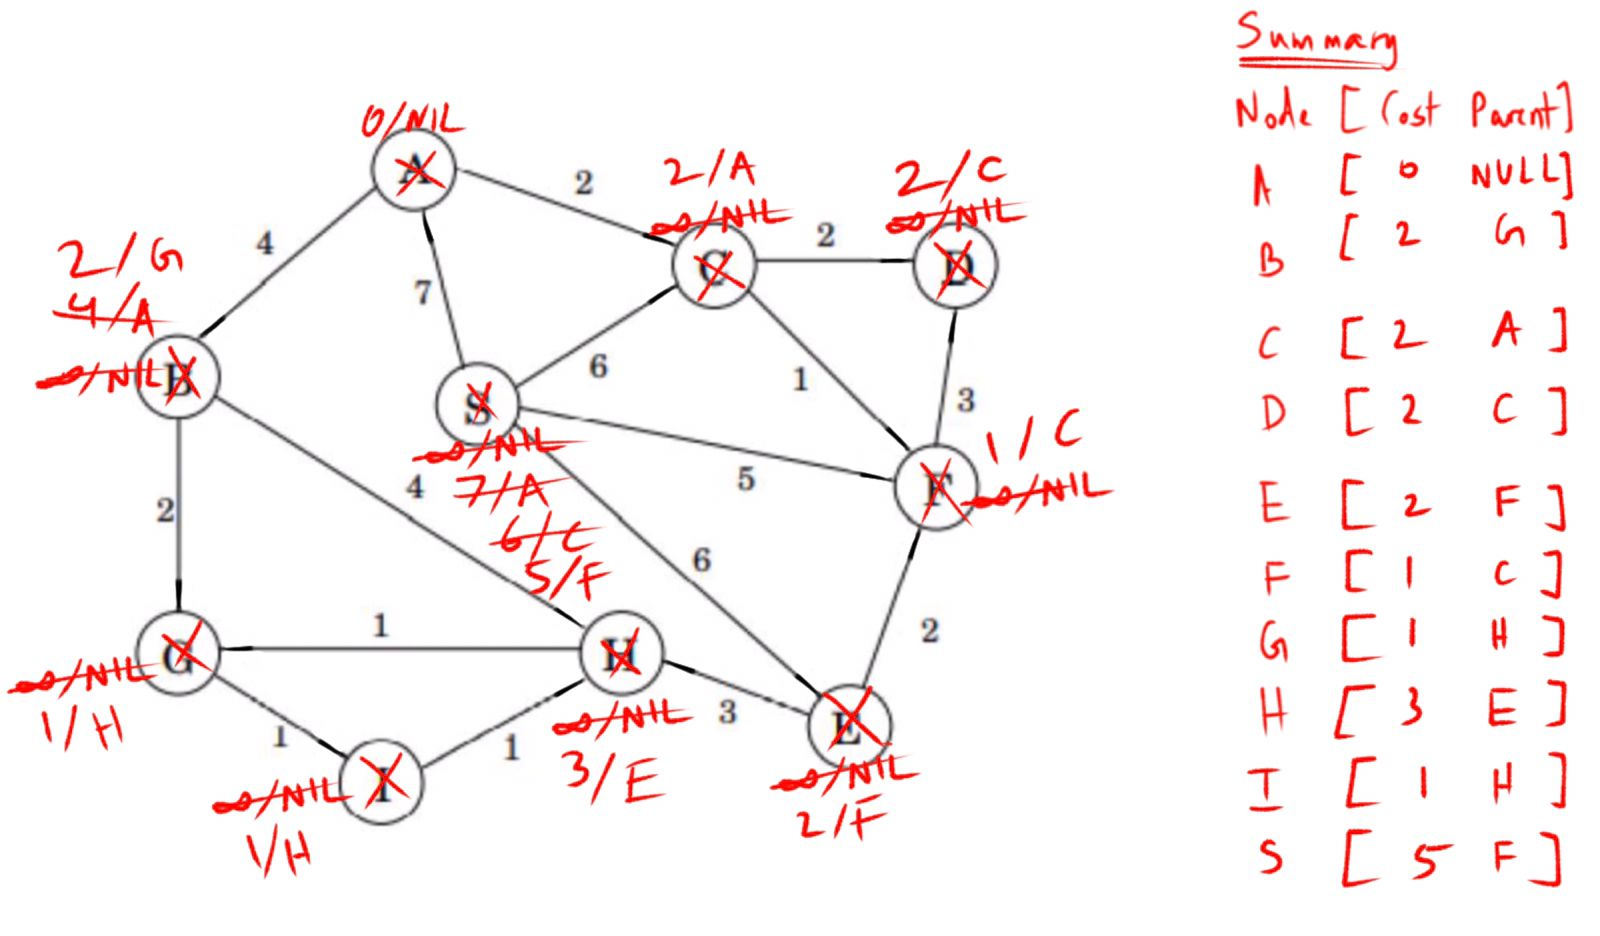 Summary
Node [ Cost Parent]
A [ 0 NULL]
B [ 2 G ]
C [ 2 A ]
D [ 2 C ]
E [ 2 F ]
F [ 1 C ]
G [ 1 H ]
H [ 3 E ]
I [ 1 H ]
S [ 5 F ]
0/NIL
A
2
2/A
∞/NIL
C
2
2/C
∞/NIL
D
4
7
2/G
4/A
∞/NIL
B
6
1
3
S
∞/NIL
7/A
6/C
5/F
5
1/C
F
∞/NIL
2
4
6
2
1
G
∞/NIL
1/H
H
∞/NIL
3/E
3
E
∞/NIL
2/F
1
1
I
∞/NIL
1/H